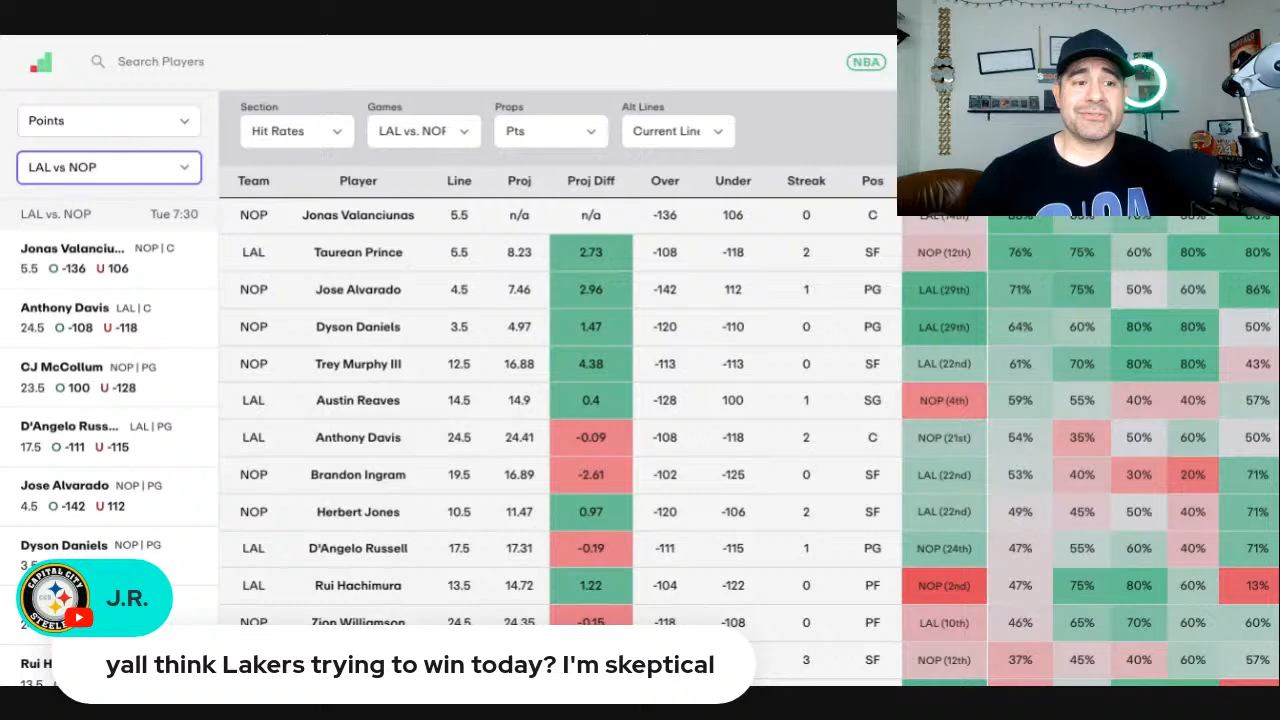 Search Players
NBA
Points
LAL vs NOP
LAL vs. NOP Tue 7:30
Jonas Valanciu... NOP | C
5.5 O -136 U 106
Anthony Davis LAL | C
24.5 O -108 U -118
CJ McCollum NOP | PG
23.5 O 100 U -128
D'Angelo Russ... LAL | PG
17.5 O -111 U -115
Jose Alvarado NOP | PG
4.5 O -142 U 112
Dyson Daniels NOP | PG
Rui H
13.5
Section Games Props Alt Lines
Hit Rates LAL vs. NOP Pts Current Line
Team Player Line Proj Proj Diff Over Under Streak Pos
NOP Jonas Valanciunas 5.5 n/a n/a -136 106 0 C
LAL Taurean Prince 5.5 8.23 2.73 -108 -118 2 SF NOP (12th) 76% 75% 60% 80% 80%
NOP Jose Alvarado 4.5 7.46 2.96 -142 112 1 PG LAL (29th) 71% 75% 50% 60% 86%
NOP Dyson Daniels 3.5 4.97 1.47 -120 -110 0 PG LAL (29th) 64% 60% 80% 80% 50%
NOP Trey Murphy III 12.5 16.88 4.38 -113 -113 0 SF LAL (22nd) 61% 70% 80% 80% 43%
LAL Austin Reaves 14.5 14.9 0.4 -128 100 1 SG NOP (4th) 59% 55% 40% 40% 57%
LAL Anthony Davis 24.5 24.41 -0.09 -108 -118 2 C NOP (21st) 54% 35% 50% 60% 50%
NOP Brandon Ingram 19.5 16.89 -2.61 -102 -125 0 SF LAL (22nd) 53% 40% 30% 20% 71%
NOP Herbert Jones 10.5 11.47 0.97 -120 -106 2 SF LAL (22nd) 49% 45% 50% 40% 71%
LAL D'Angelo Russell 17.5 17.31 -0.19 -111 -115 1 PG NOP (24th) 47% 55% 60% 40% 71%
LAL Rui Hachimura 13.5 14.72 1.22 -104 -122 0 PF NOP (2nd) 47% 75% 80% 60% 13%
NOP Zion Williamson 24.5 24.35 -0.15 -118 -108 0 PF LAL (10th) 46% 65% 70% 60% 60%
3 SF NOP (12th) 37% 45% 40% 60% 57%
CAPITAL CITY
STEELE
J.R.
yall think Lakers trying to win today? I'm skeptical